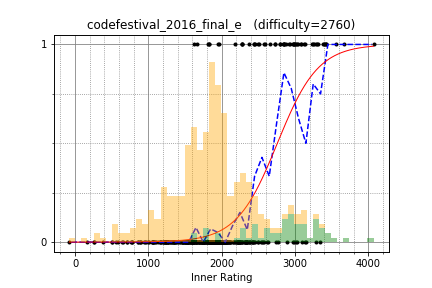 codefestival_2016_final_e (difficulty=2760)
1
0
0 1000 2000 3000 4000
Inner Rating